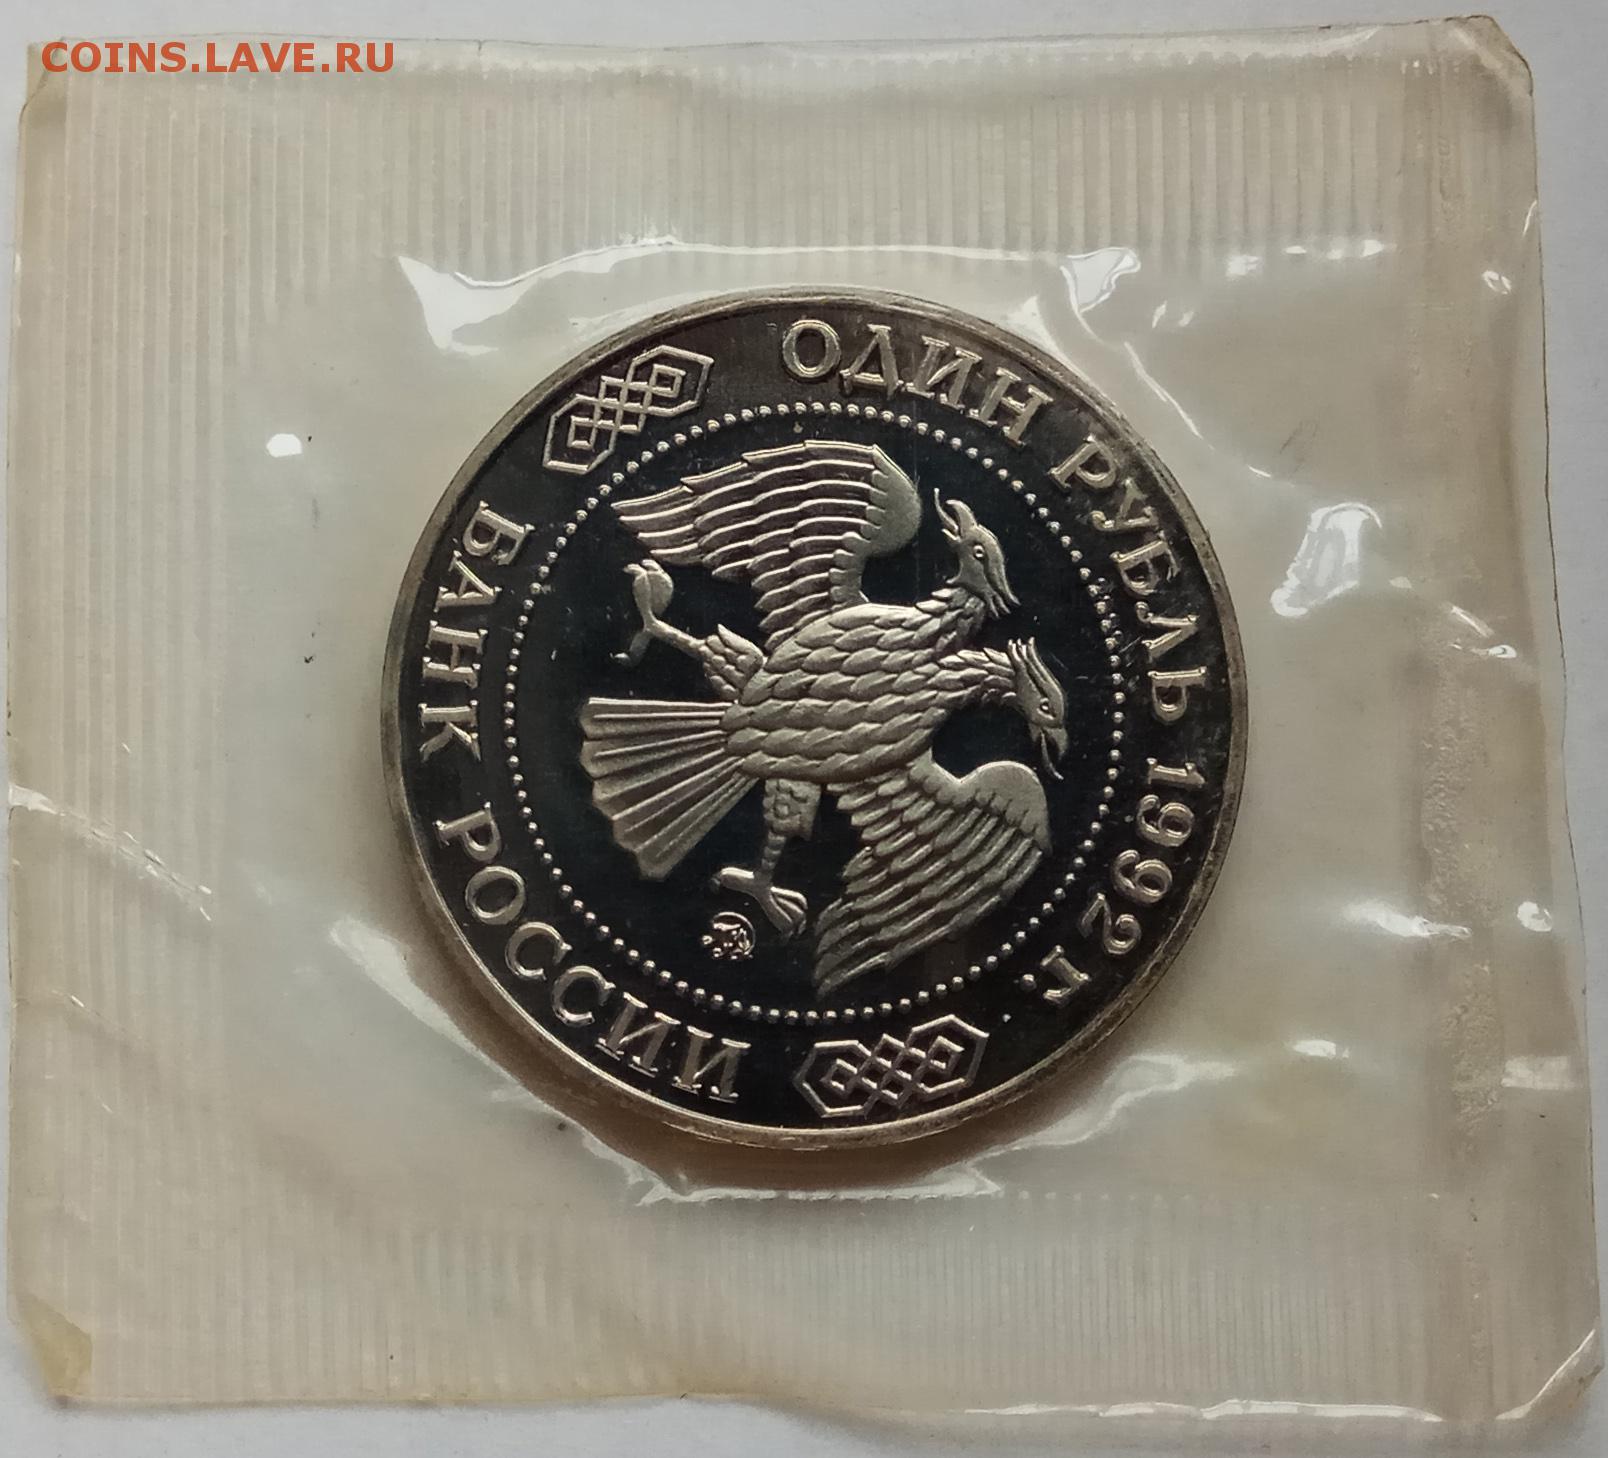 COINS.LAVE.RU
ОДИН РУБЛЬ 1992 г.
БАНК РОССИИ